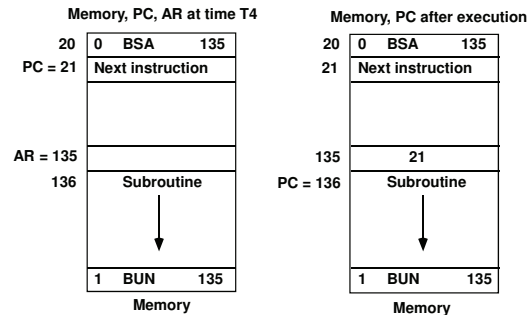 Memory, PC, AR at time T4
20 0 BSA 135
PC = 21 Next instruction
AR = 135
136 Subroutine
1 BUN 135
Memory
Memory, PC after execution
20 0 BSA 135
21 Next instruction
135 21
PC = 136 Subroutine
1 BUN 135
Memory